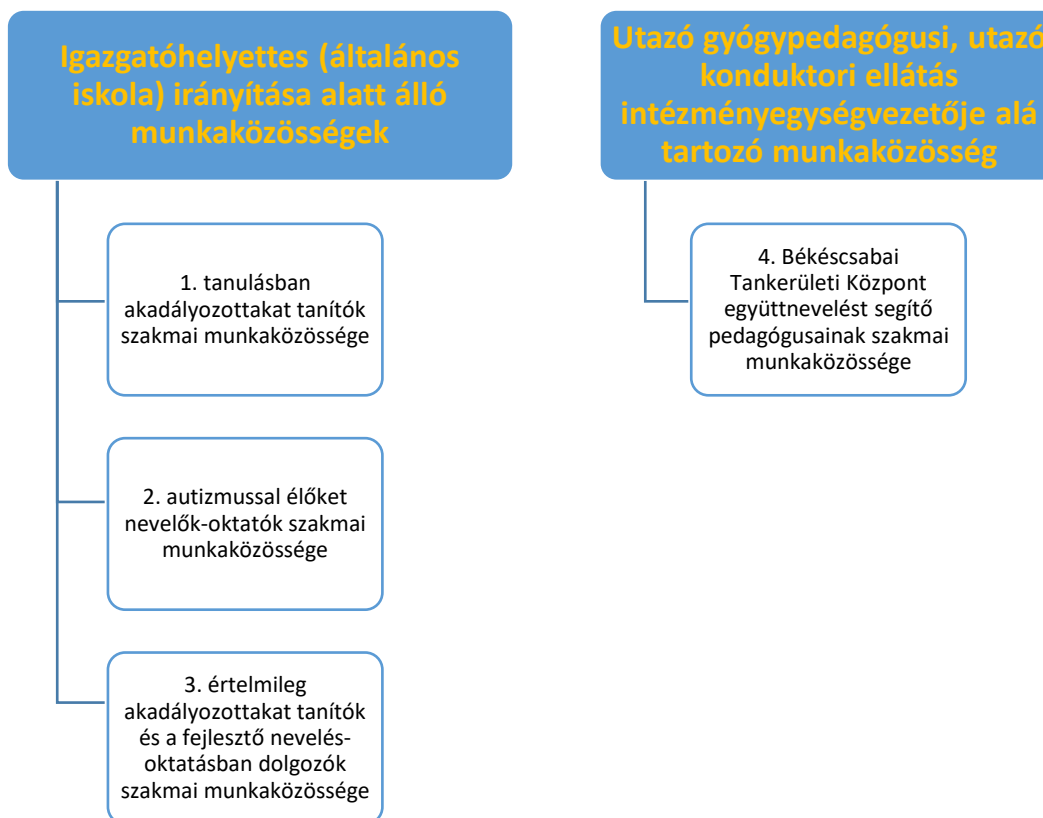 Igazgatóhelyettes (általános
iskola) irányítása alatt álló
munkaközösségek
1. tanulásban
akadályozottakat tanítók
szakmai munkaközössége
2. autizmussal élőket
nevelők-oktatók szakmai
munkaközössége
3. értelmileg
akadályozottakat tanítók
és a fejlesztő nevelés-
oktatásban dolgozók
szakmai munkaközössége
Utazó gyógypedagógusi, utazó
konduktori ellátás
intézményegységvezetője alá
tartozó munkaközösség
4. Békéscsabai
Tankerületi Központ
együttnevelést segítő
pedagógusainak szakmai
munkaközössége